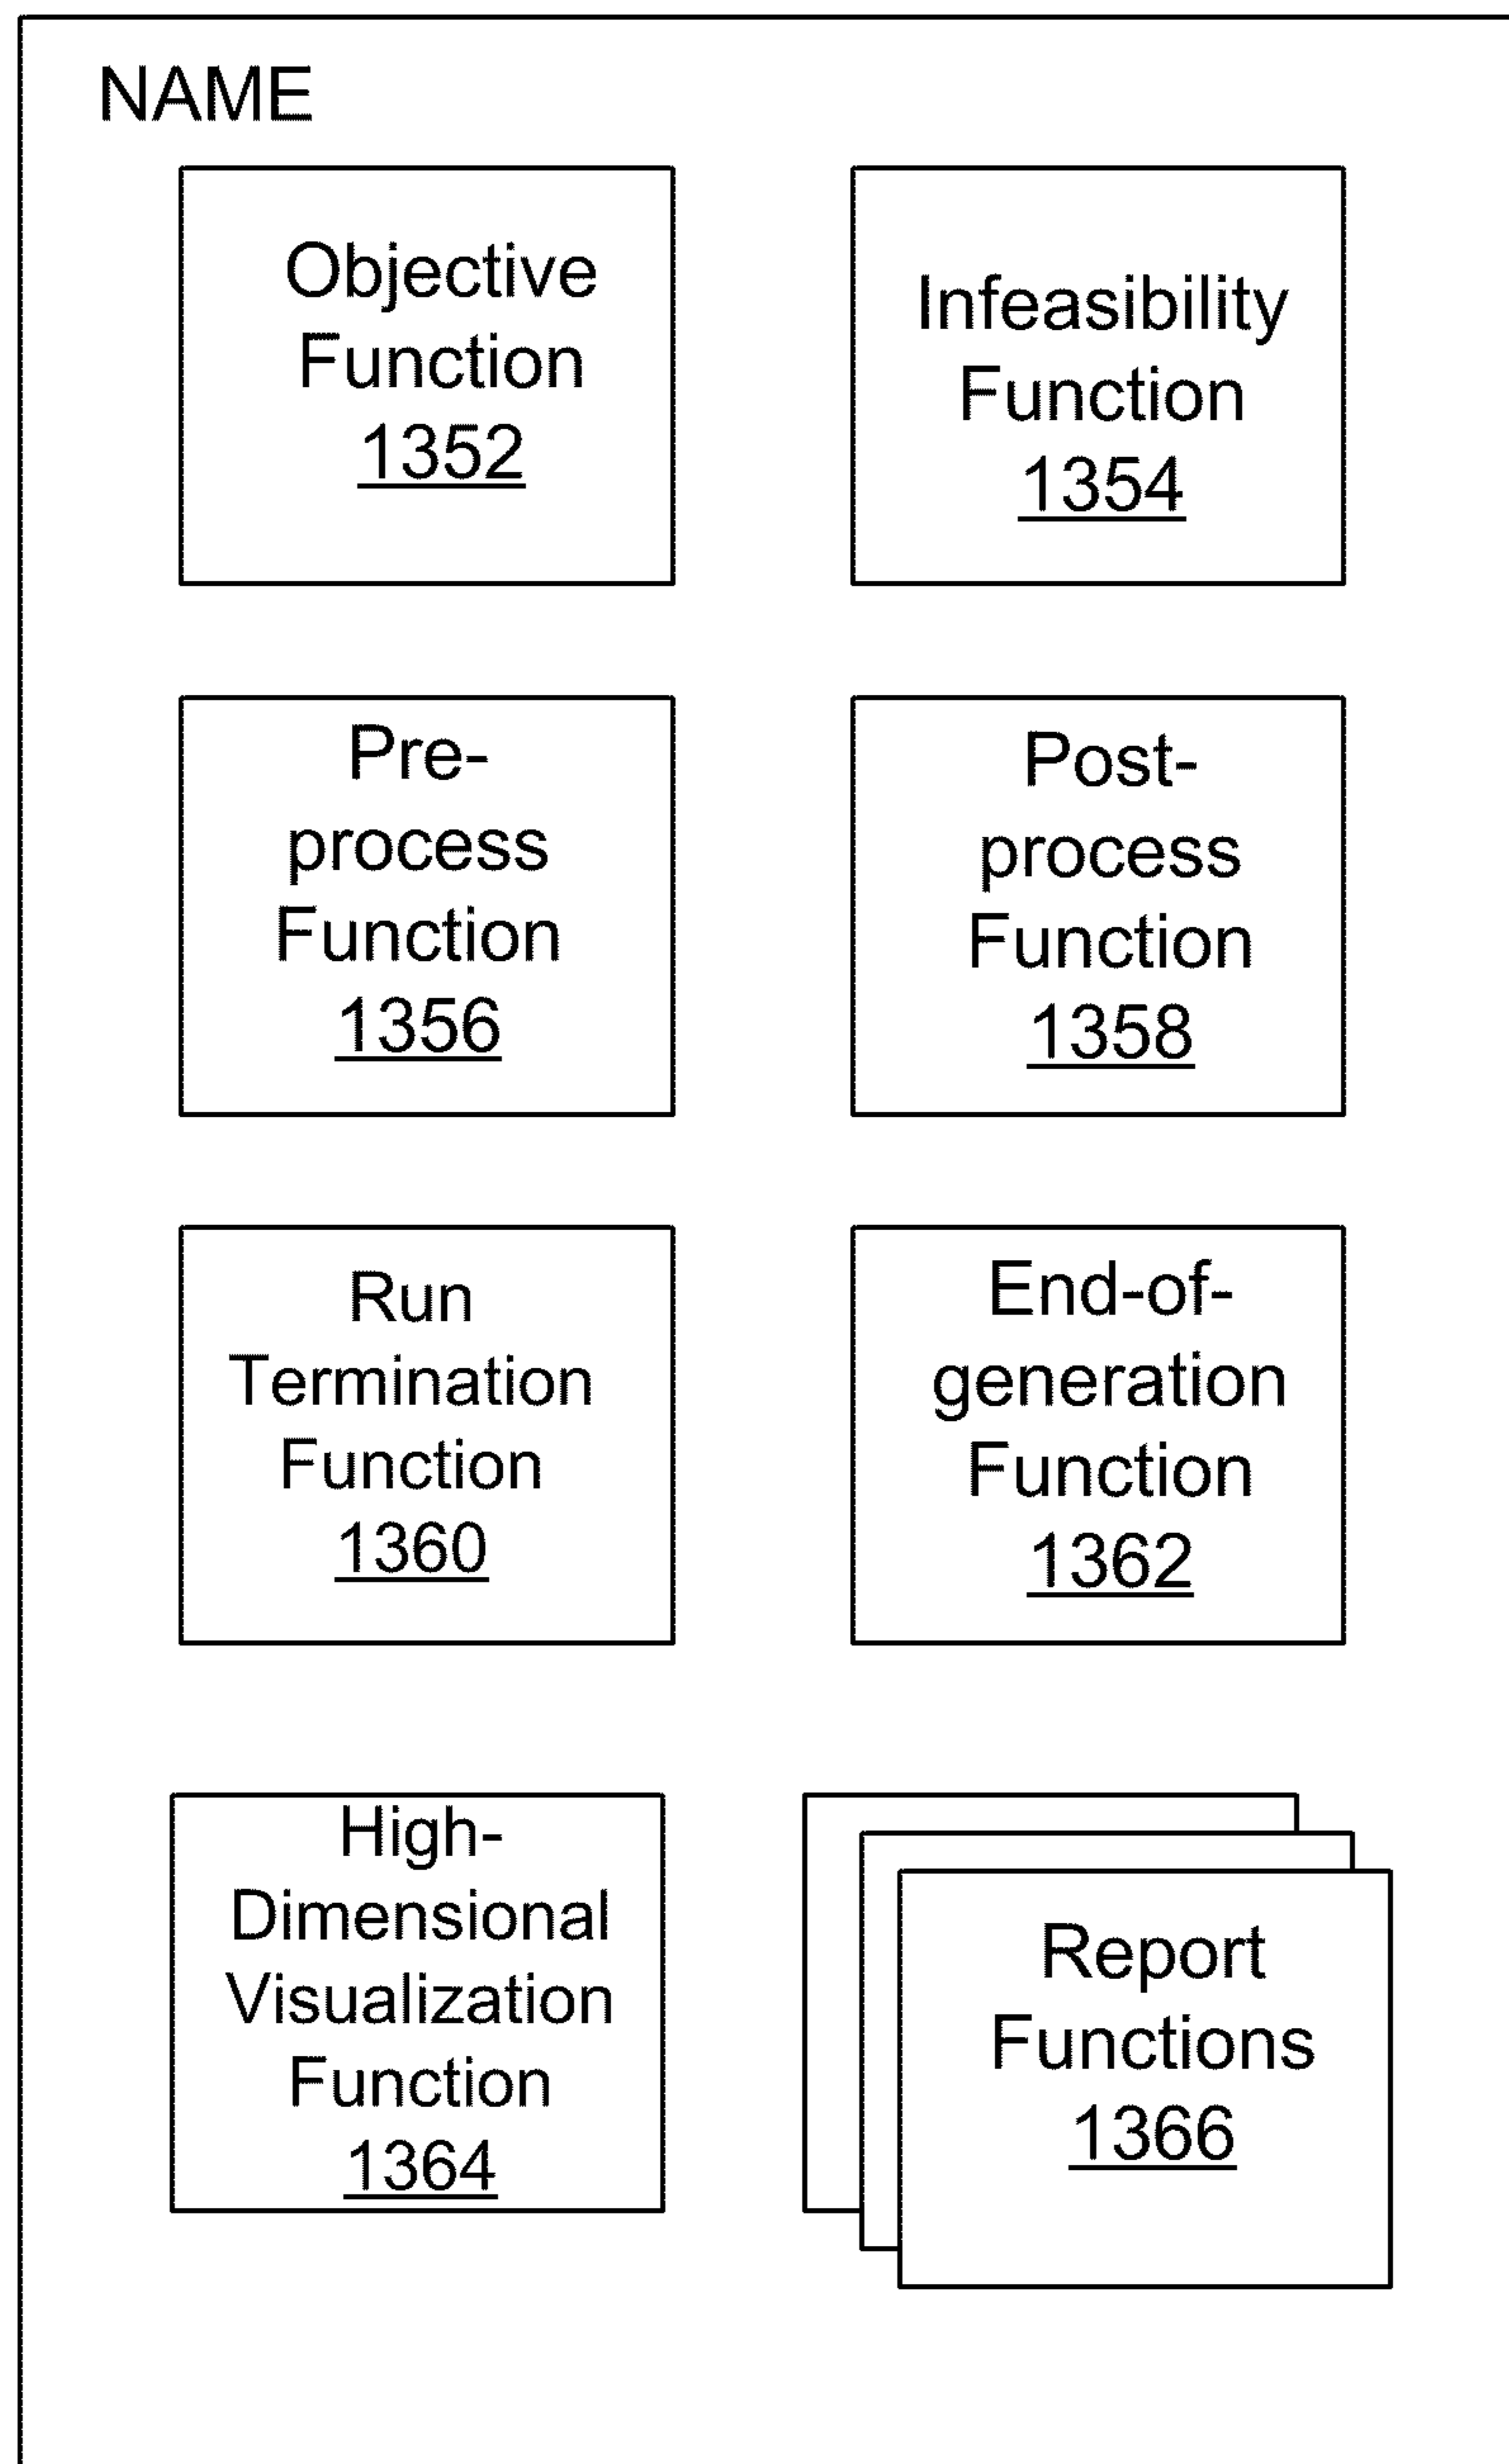 NAME
Objective
Function
1352
Infeasibility
Function
1354
Pre-
process
Function
1356
Post-
process
Function
1358
Run
Termination
Function
1360
End-of-
generation
Function
1362
High-
Dimensional
Visualization
Function
1364
Report
Functions
1366